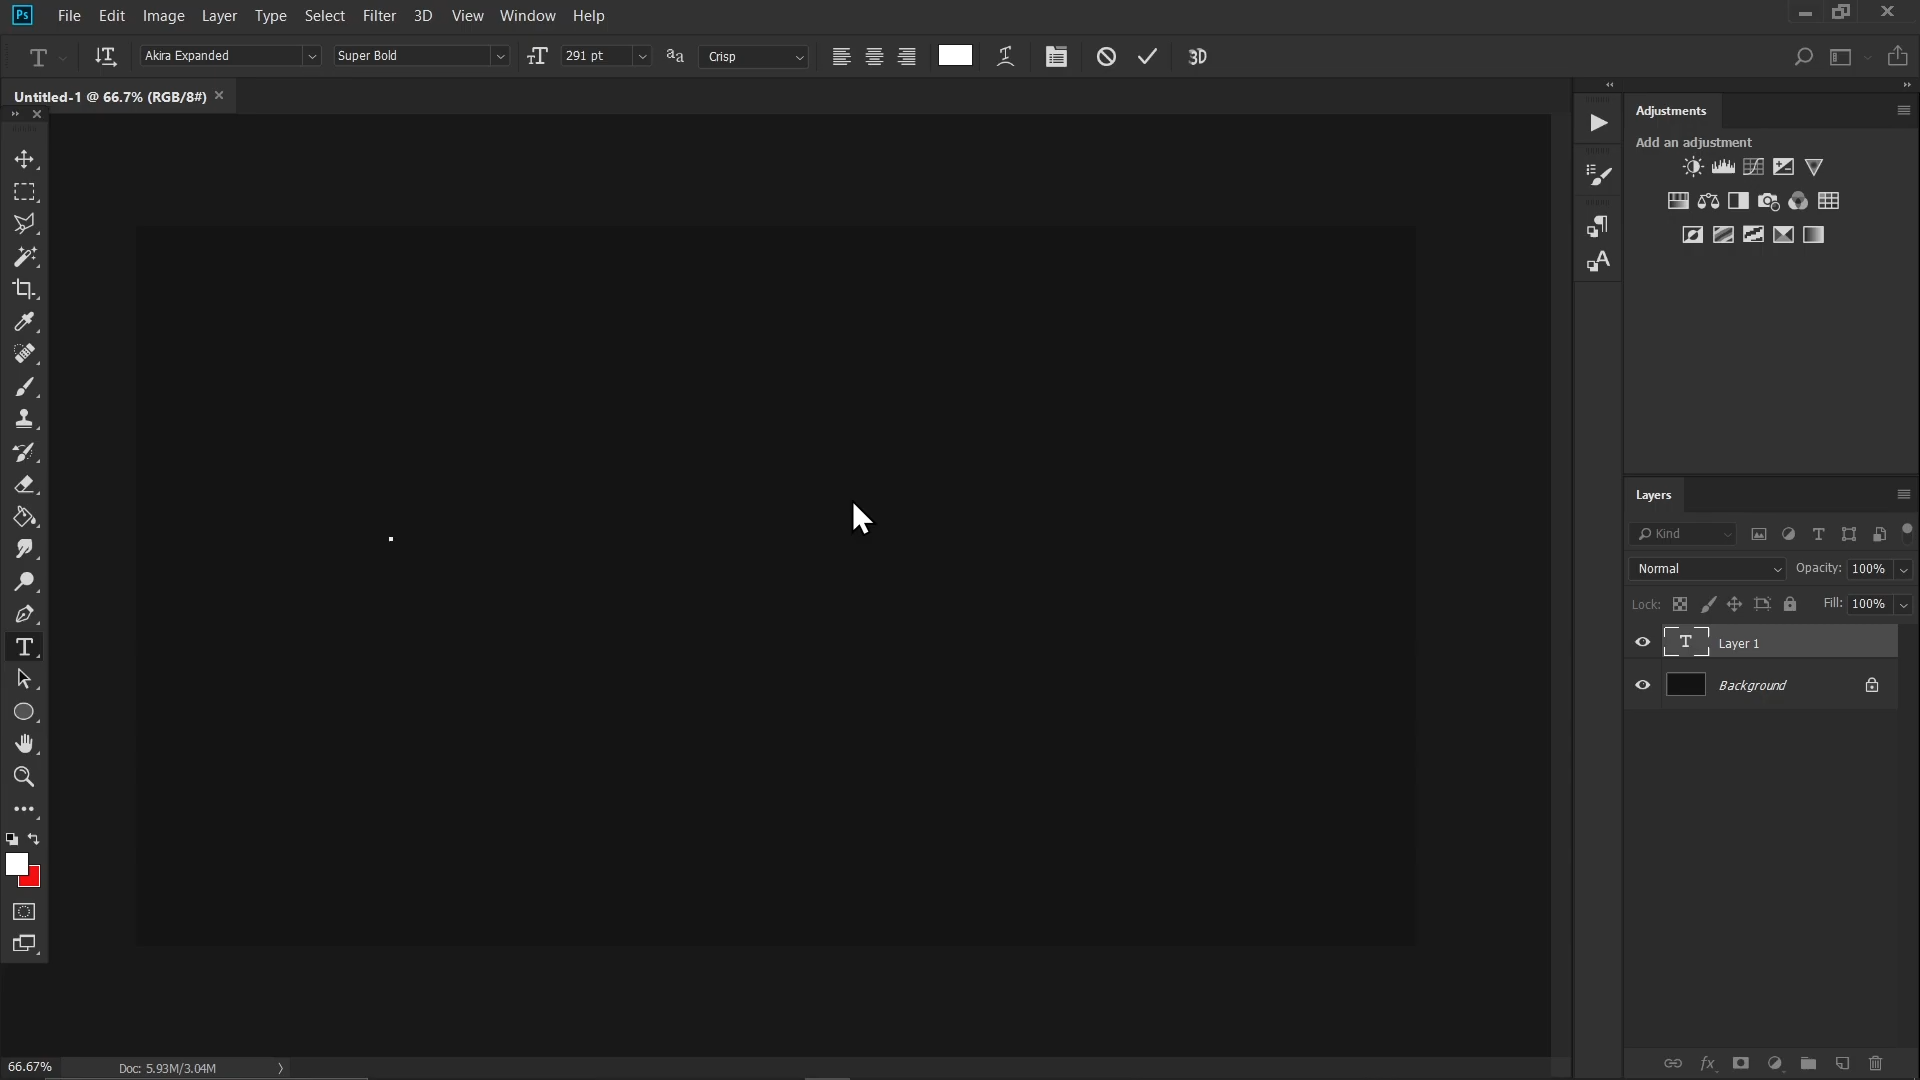 Ps File Edit Image Layer Type Select Filter 3D View Window Help
T Akira Expanded Super Bold 291 pt aa Crisp 3D
Untitled-1 @ 66.7% (RGB/8#)
Adjustments
Add an adjustment
Layers
Kind
Normal Opacity: 100%
Lock: Fill: 100%
T Layer 1
Background
66.67% Doc: 5.93M/3.04M